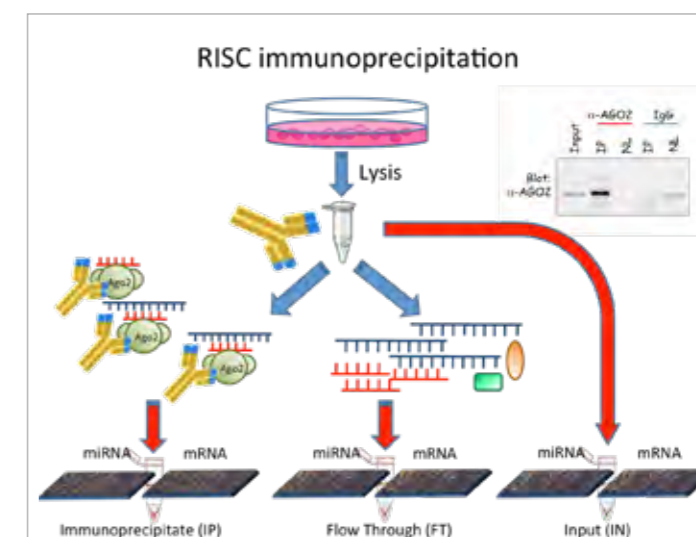 RISC immunoprecipitation
α-AGO2 IgG
Input IP NL IP NL
Blot:
α-AGO2
Lysis
Ago2
Ago2
Ago2
miRNA mRNA miRNA mRNA miRNA mRNA
Immunoprecipitate (IP) Flow Through (FT) Input (IN)